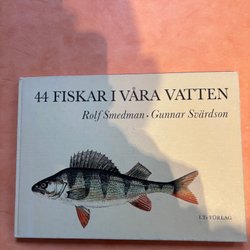 44 FISKAR I VÅRA VATTEN
Rolf Smedman • Gunnar Svärdson
LTs FÖRLAG